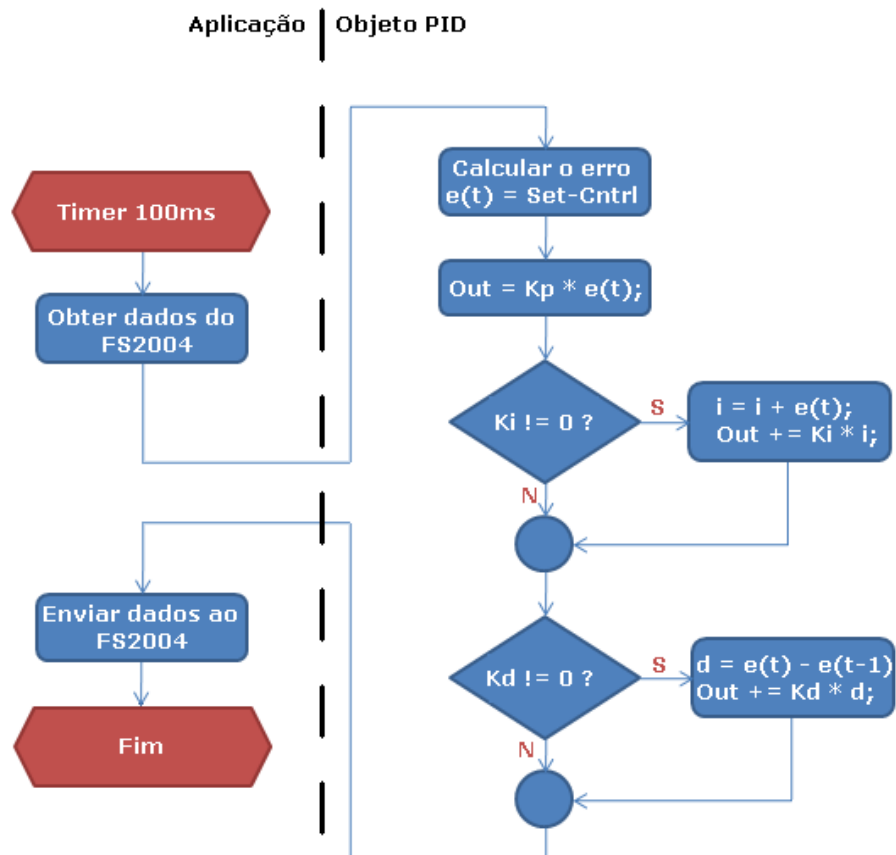 Aplicação
Objeto PID
Timer 100ms
Obter dados do
FS2004
Calcular o erro
e(t) = Set-Cntrl
Out = Kp * e(t);
Ki != 0 ?
S
i = i + e(t);
Out += Ki * i;
N
Kd != 0 ?
S
d = e(t) - e(t-1)
Out += Kd * d;
N
Enviar dados ao
FS2004
Fim